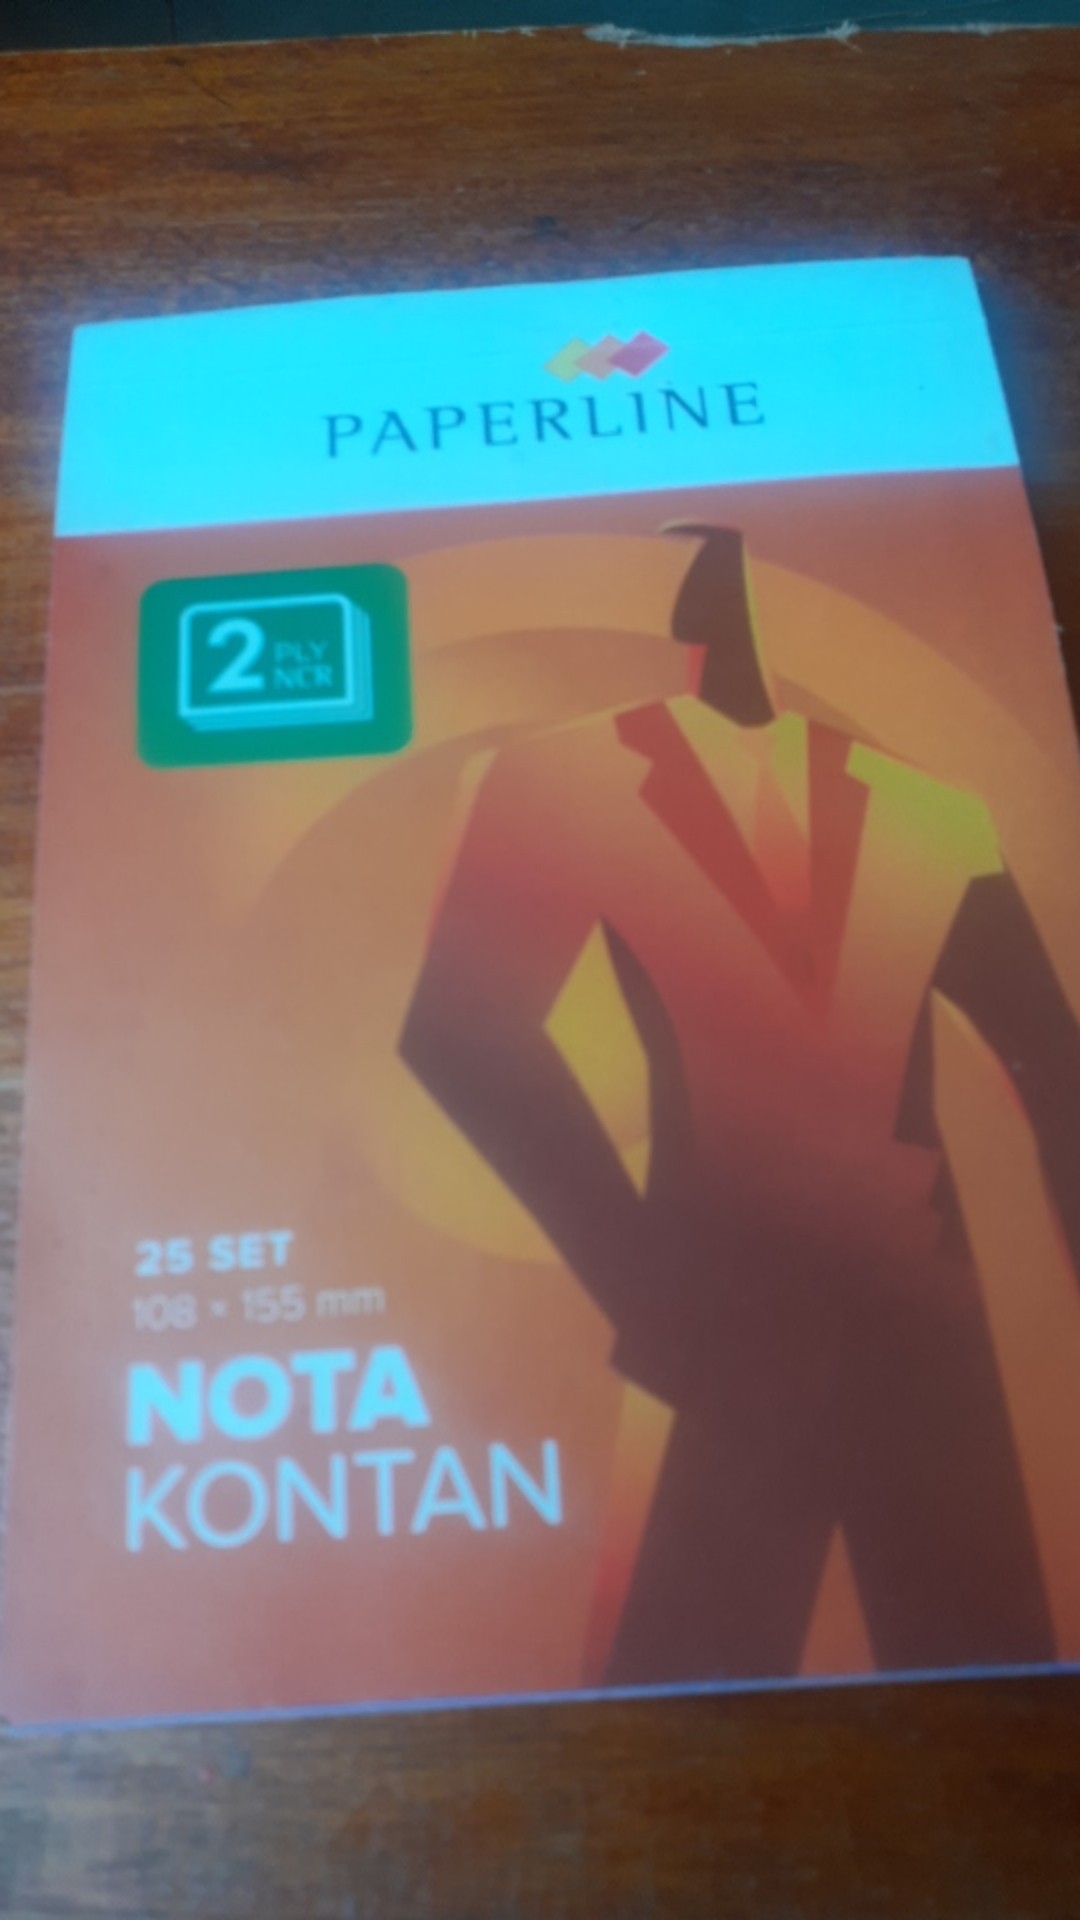 PAPERLINE
2 PLY
NCR
25 SET
108 × 155 mm
NOTA
KONTAN